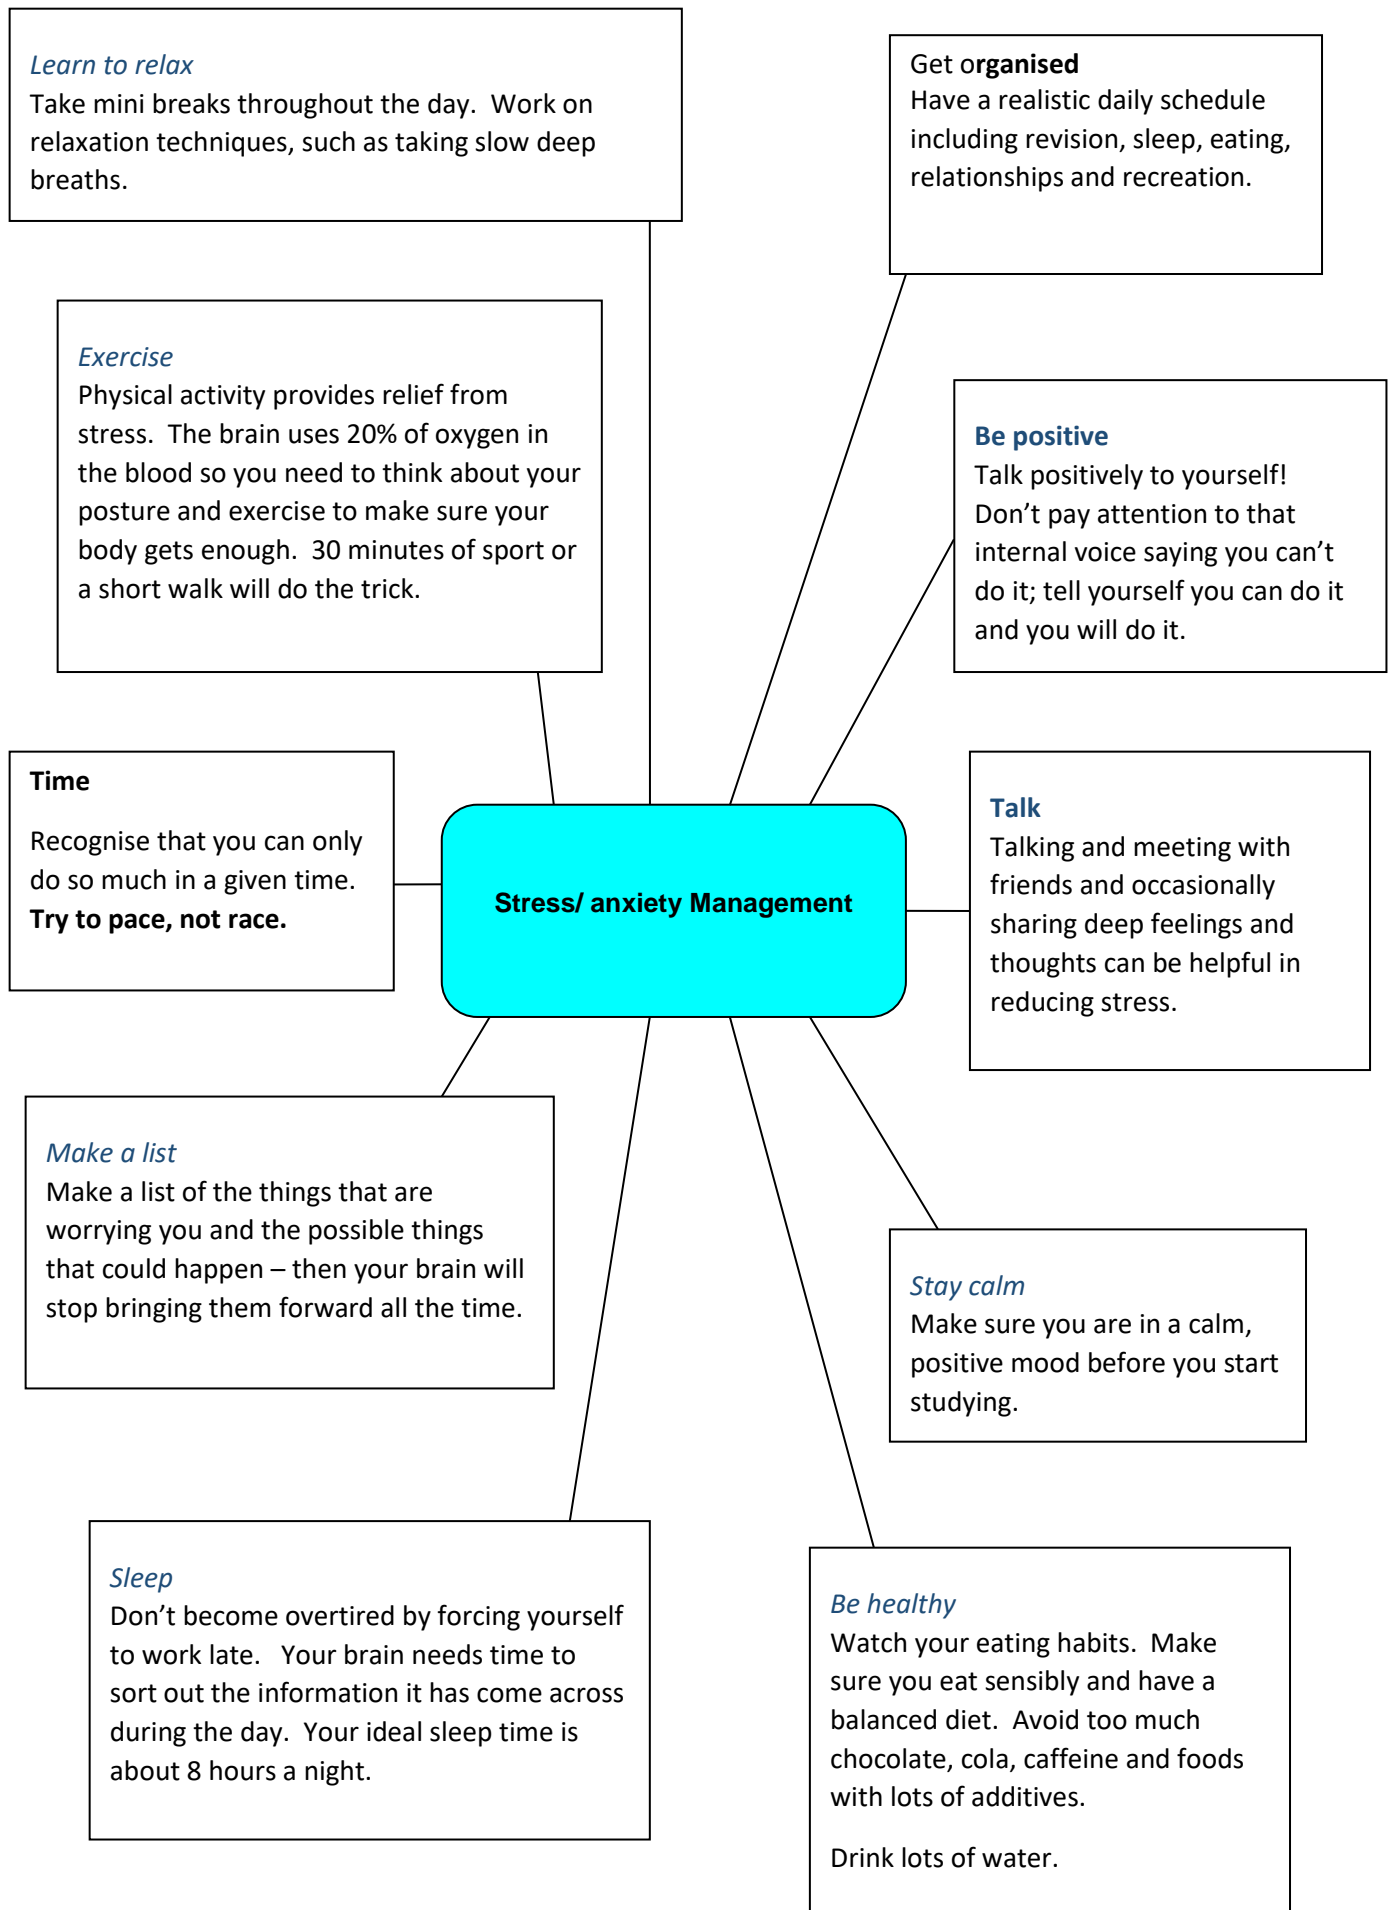 Learn to relax
Take mini breaks throughout the day.  Work on
relaxation techniques, such as taking slow deep
breaths.
Get organised
Have a realistic daily schedule
including revision, sleep, eating,
relationships and recreation.
Exercise
Physical activity provides relief from
stress.  The brain uses 20% of oxygen in
the blood so you need to think about your
posture and exercise to make sure your
body gets enough.  30 minutes of sport or
a short walk will do the trick.
Be positive
Talk positively to yourself!
Don’t pay attention to that
internal voice saying you can’t
do it; tell yourself you can do it
and you will do it.
Time
Recognise that you can only
do so much in a given time.
Try to pace, not race.
Stress/ anxiety Management
Talk
Talking and meeting with
friends and occasionally
sharing deep feelings and
thoughts can be helpful in
reducing stress.
Make a list
Make a list of the things that are
worrying you and the possible things
that could happen – then your brain will
stop bringing them forward all the time.
Stay calm
Make sure you are in a calm,
positive mood before you start
studying.
Sleep
Don’t become overtired by forcing yourself
to work late.   Your brain needs time to
sort out the information it has come across
during the day.  Your ideal sleep time is
about 8 hours a night.
Be healthy
Watch your eating habits.  Make
sure you eat sensibly and have a
balanced diet.  Avoid too much
chocolate, cola, caffeine and foods
with lots of additives.
Drink lots of water.